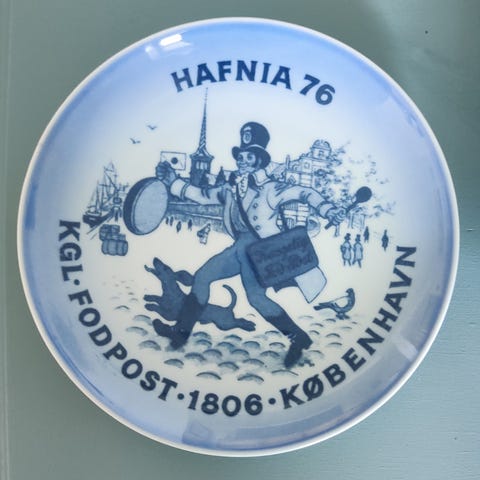 HAFNIA 76
KGL · FODPOST · 1806 · KØBENHAVN